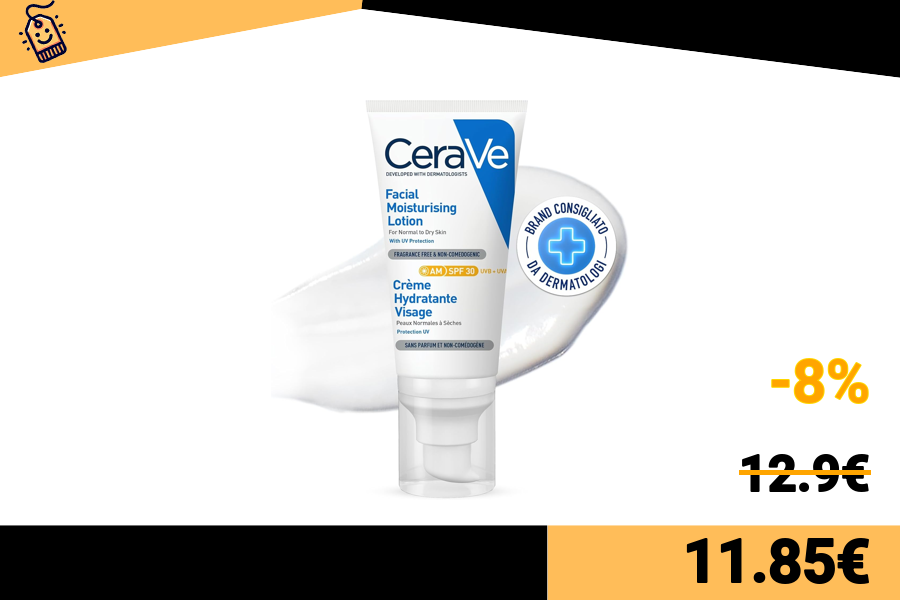 CeraVe
DEVELOPED WITH DERMATOLOGISTS
Facial
Moisturising
Lotion
For Normal to Dry Skin
With UV Protection
FRAGRANCE FREE & NON-COMEDOGENIC
AM SPF 30 UVB + UVA
Crème
Hydratante
Visage
Peaux Normales à Sèches
Protection UV
SANS PARFUM ET NON-COMÉDOGÈNE
BRAND CONSIGLIATO
DA DERMATOLOGI
-8%
12.9€
11.85€